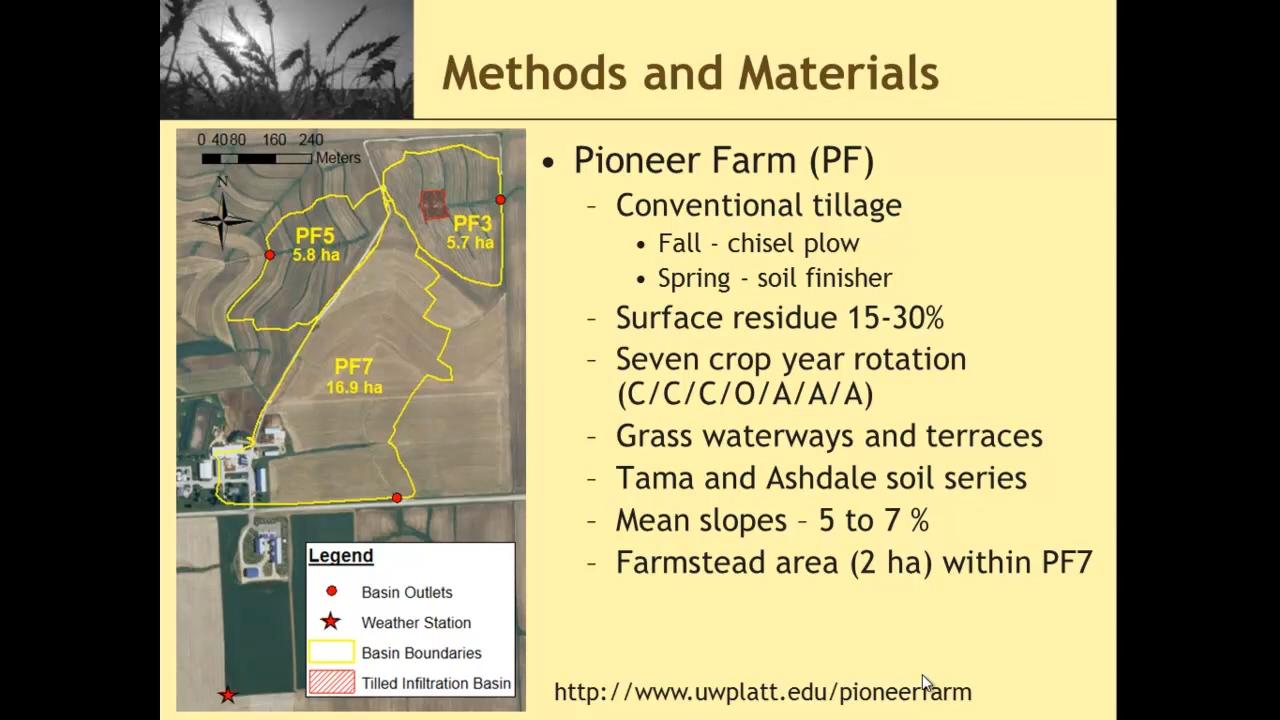 Methods and Materials
0 40 80 160 240
Meters
N
PF5
5.8 ha
PF3
5.7 ha
PF7
16.9 ha
Legend
Basin Outlets
Weather Station
Basin Boundaries
Tilled Infiltration Basin
• Pioneer Farm (PF)
– Conventional tillage
• Fall - chisel plow
• Spring - soil finisher
– Surface residue 15-30%
– Seven crop year rotation
(C/C/C/O/A/A/A)
– Grass waterways and terraces
– Tama and Ashdale soil series
– Mean slopes – 5 to 7 %
– Farmstead area (2 ha) within PF7
http://www.uwplatt.edu/pioneerfarm